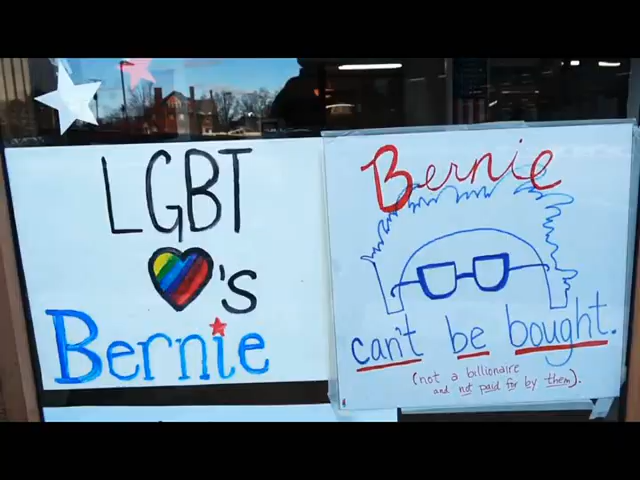 LGBT
❤'s
Bernie
Bernie
can't be bought.
(not a billionaire
and not paid for by them).